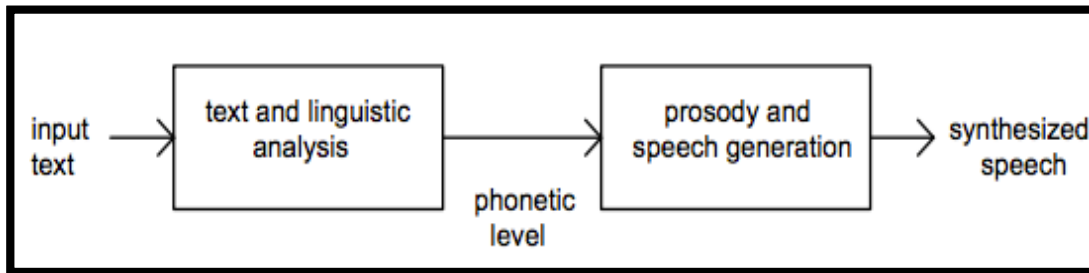 input
text
text and linguistic
analysis
phonetic
level
prosody and
speech generation
synthesized
speech